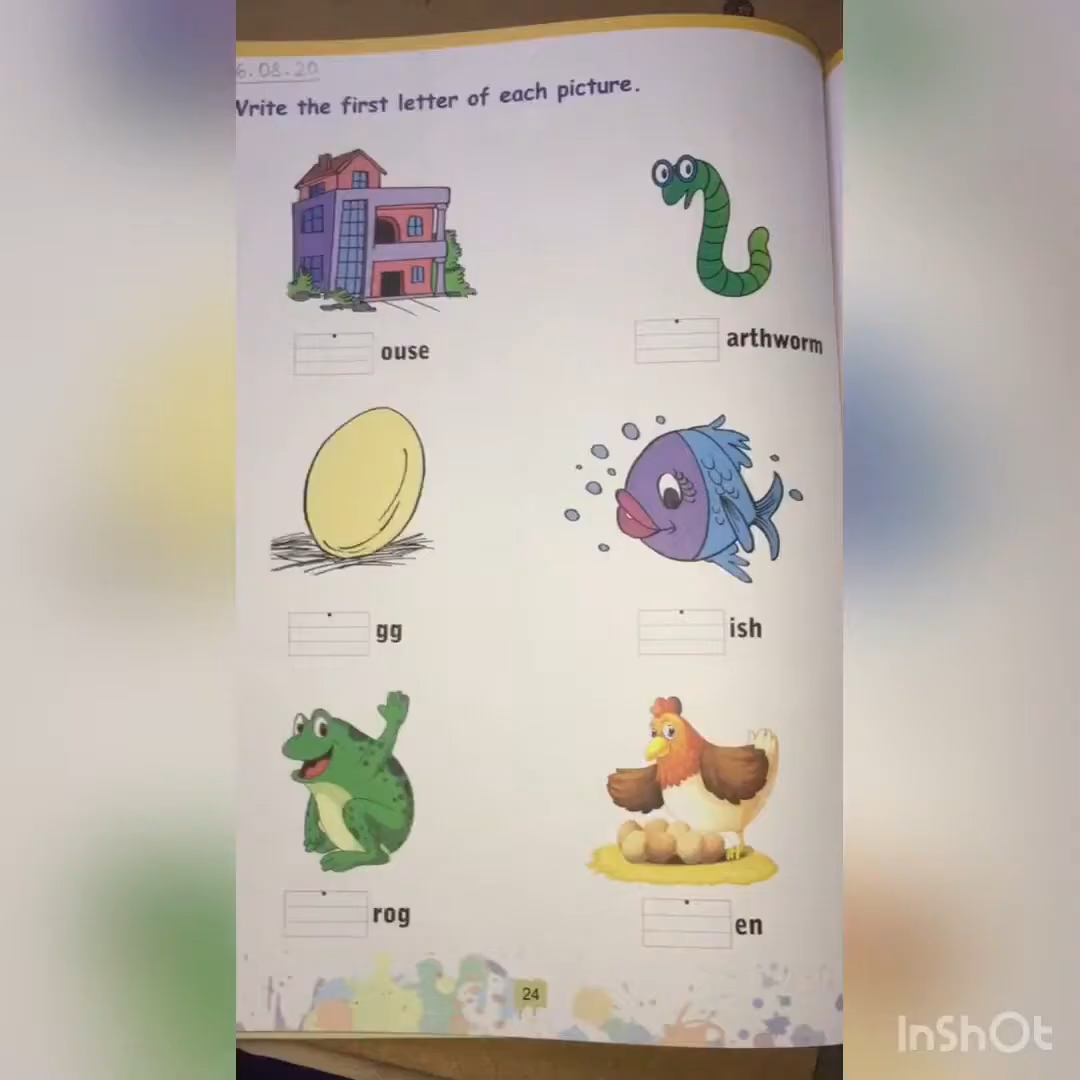 6.08.20
Write the first letter of each picture.
ouse
arthworm
gg
ish
rog
en
24
InShOt